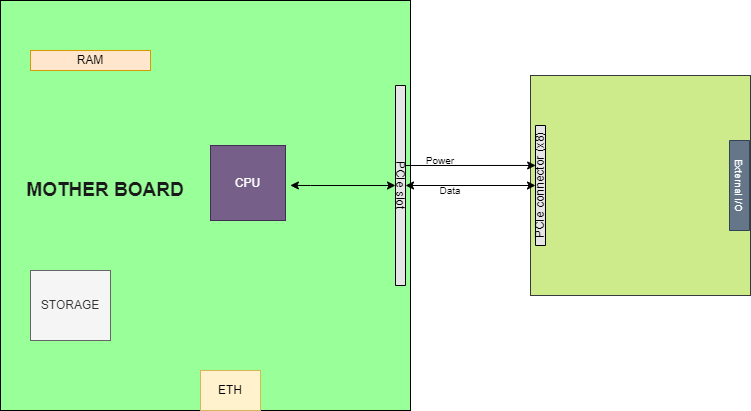 RAM
MOTHER BOARD
CPU
PCIe slot
Power
Data
PCIe connector (x8)
External I/O
STORAGE
ETH